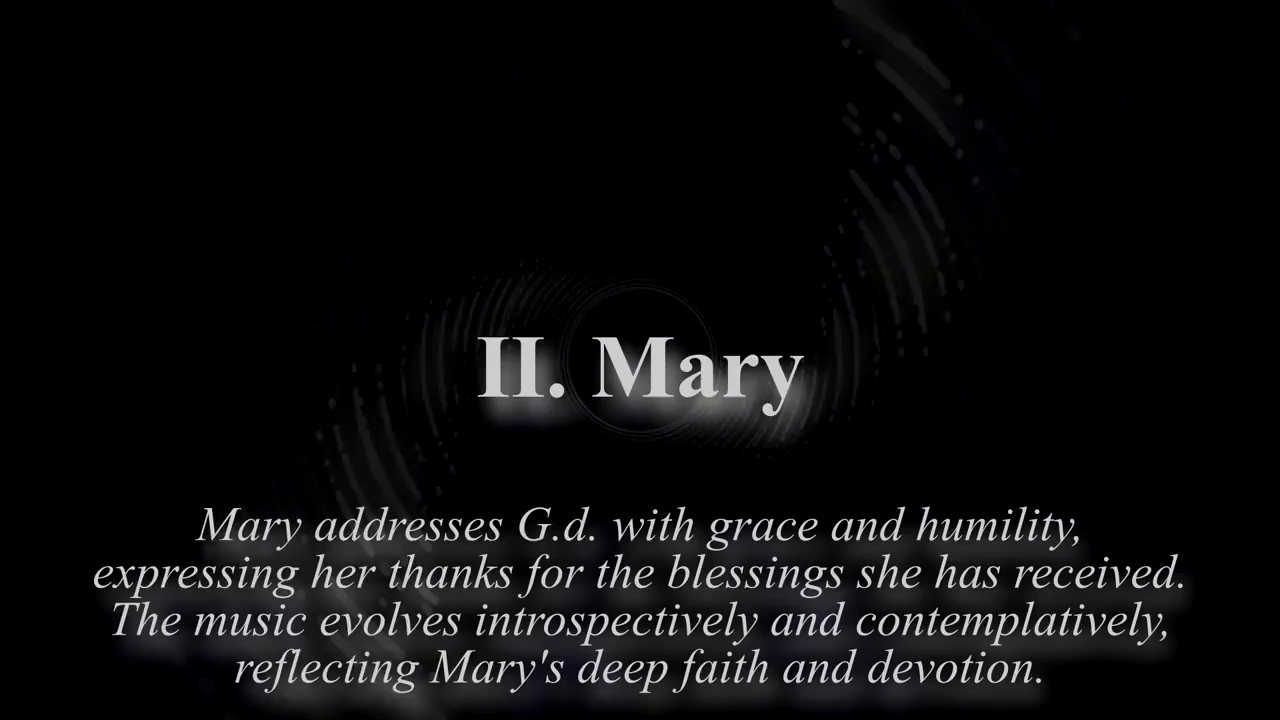 II. Mary
Mary addresses G.d. with grace and humility,
expressing her thanks for the blessings she has received.
The music evolves introspectively and contemplatively,
reflecting Mary's deep faith and devotion.